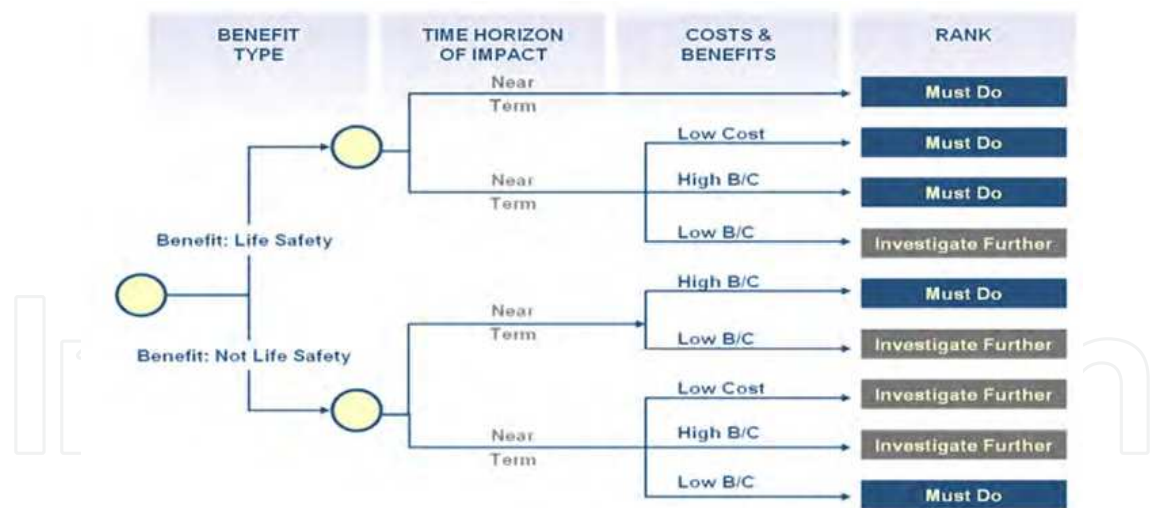 BENEFIT TYPE
TIME HORIZON OF IMPACT
COSTS & BENEFITS
RANK
Near Term
Must Do
Low Cost
Must Do
Near Term
High B/C
Must Do
Benefit: Life Safety
Low B/C
Investigate Further
High B/C
Must Do
Near Term
Low B/C
Investigate Further
Benefit: Not Life Safety
Low Cost
Investigate Further
Near Term
High B/C
Investigate Further
Low B/C
Must Do